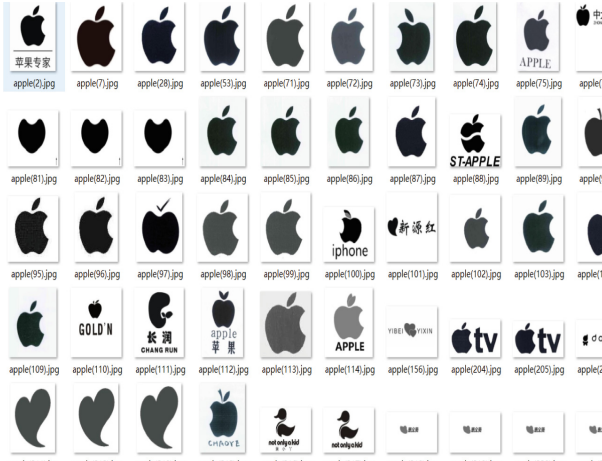 苹果专家
APPLE
中
apple(2).jpg
apple(7).jpg
apple(28).jpg
apple(53).jpg
apple(71).jpg
apple(72).jpg
apple(73).jpg
apple(74).jpg
apple(75).jpg
ST-APPLE
apple(81).jpg
apple(82).jpg
apple(83).jpg
apple(84).jpg
apple(85).jpg
apple(86).jpg
apple(87).jpg
apple(88).jpg
apple(89).jpg
iphone
新源红
apple(95).jpg
apple(96).jpg
apple(97).jpg
apple(98).jpg
apple(99).jpg
apple(100).jpg
apple(101).jpg
apple(102).jpg
apple(103).jpg
GOLD'N
长润
CHANG RUN
apple
苹果
APPLE
YIBEI YIXIN
tv
tv
apple(109).jpg
apple(110).jpg
apple(111).jpg
apple(112).jpg
apple(113).jpg
apple(114).jpg
apple(156).jpg
apple(204).jpg
apple(205).jpg
CHAOYZ
not only a kid
not only a kid